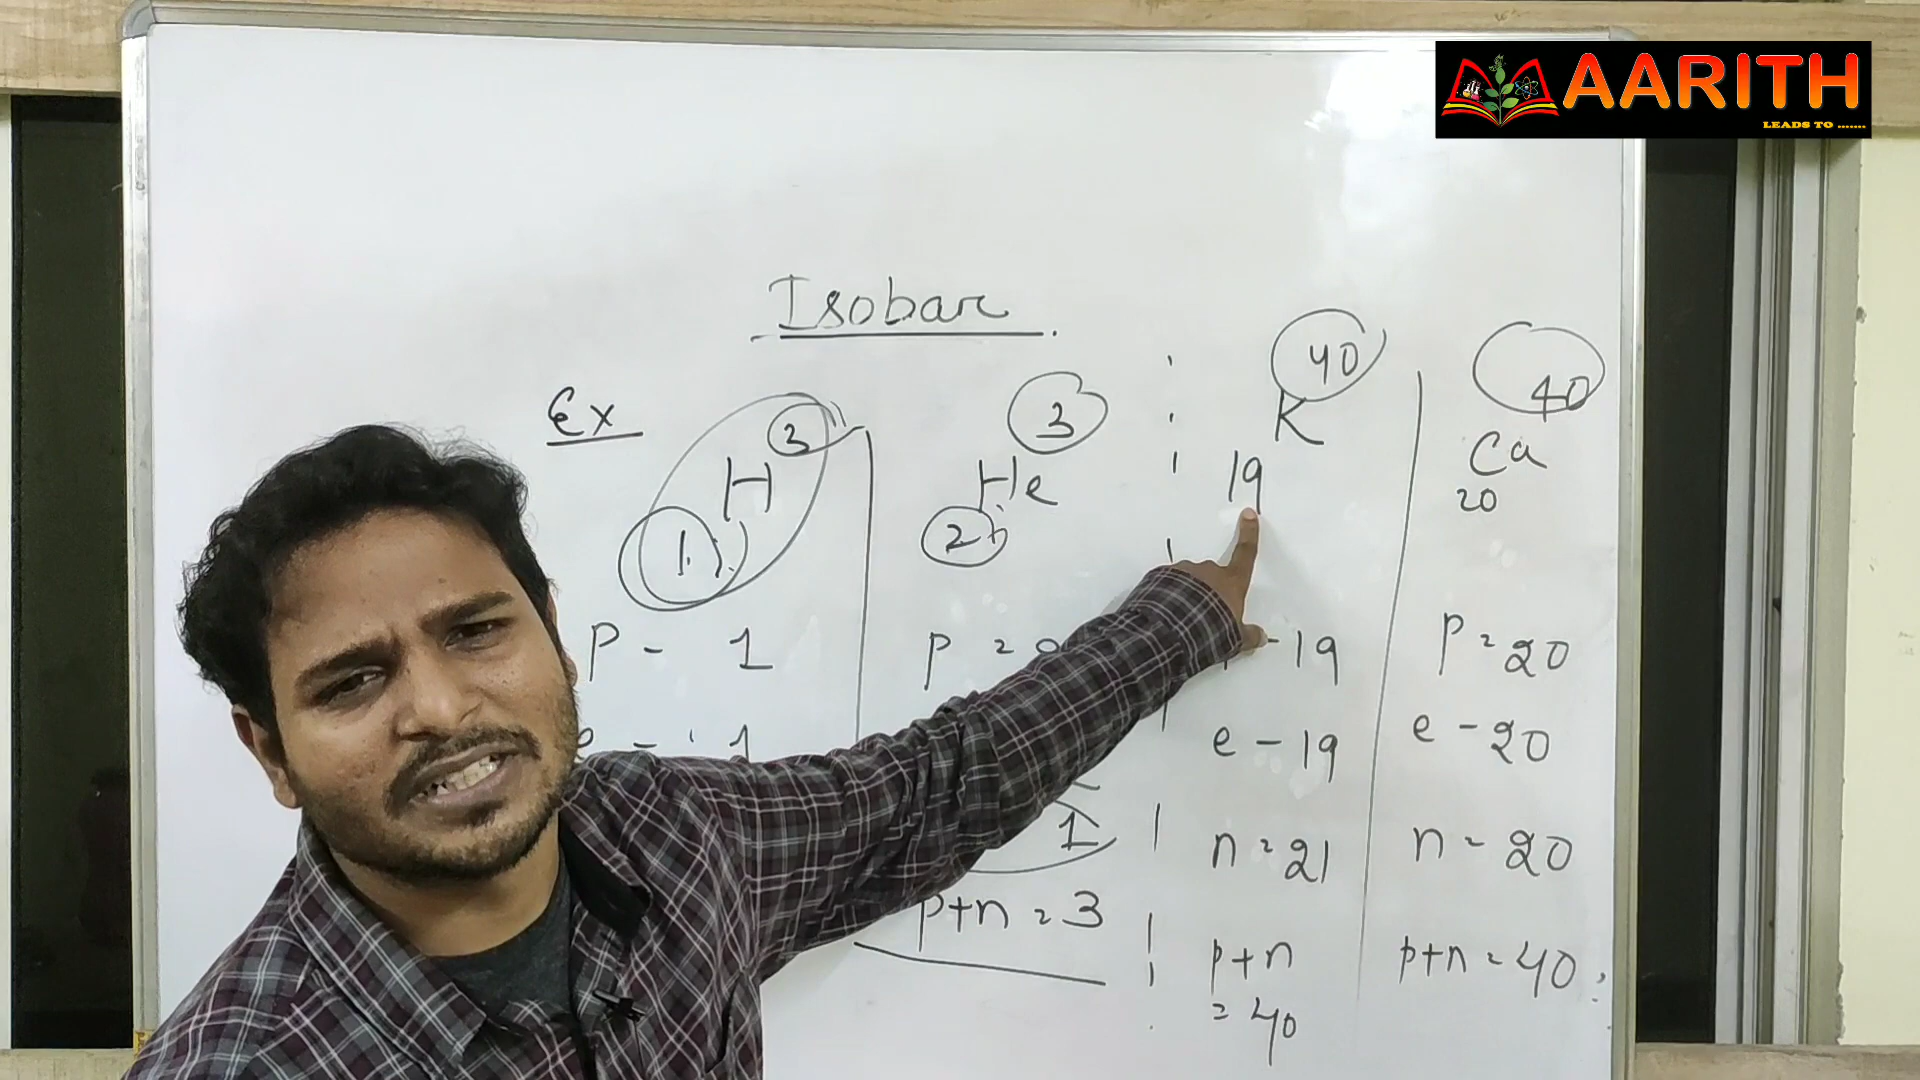 AARITH
LEADS TO .......
Isobar
Ex
3
H
1
3
He
2
40
K
19
40
Ca
20
P - 1
p =
- 19
p = 20
e - 1
e - 19
e - 20
1
n = 21
n = 20
p+n = 3
p+n
= 40
p+n = 40